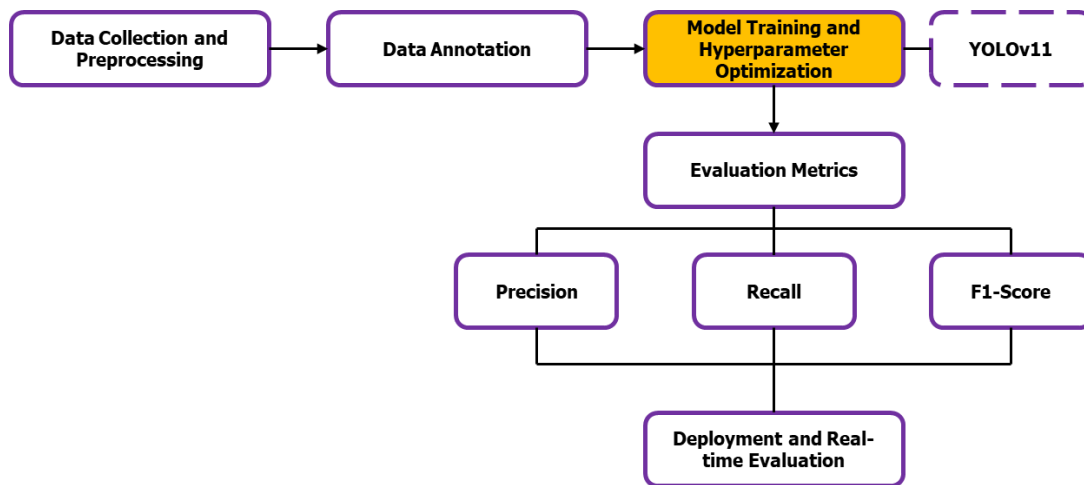 Data Collection and
Preprocessing
Data Annotation
Model Training and
Hyperparameter
Optimization
YOLOv11
Evaluation Metrics
Precision
Recall
F1-Score
Deployment and Real-
time Evaluation